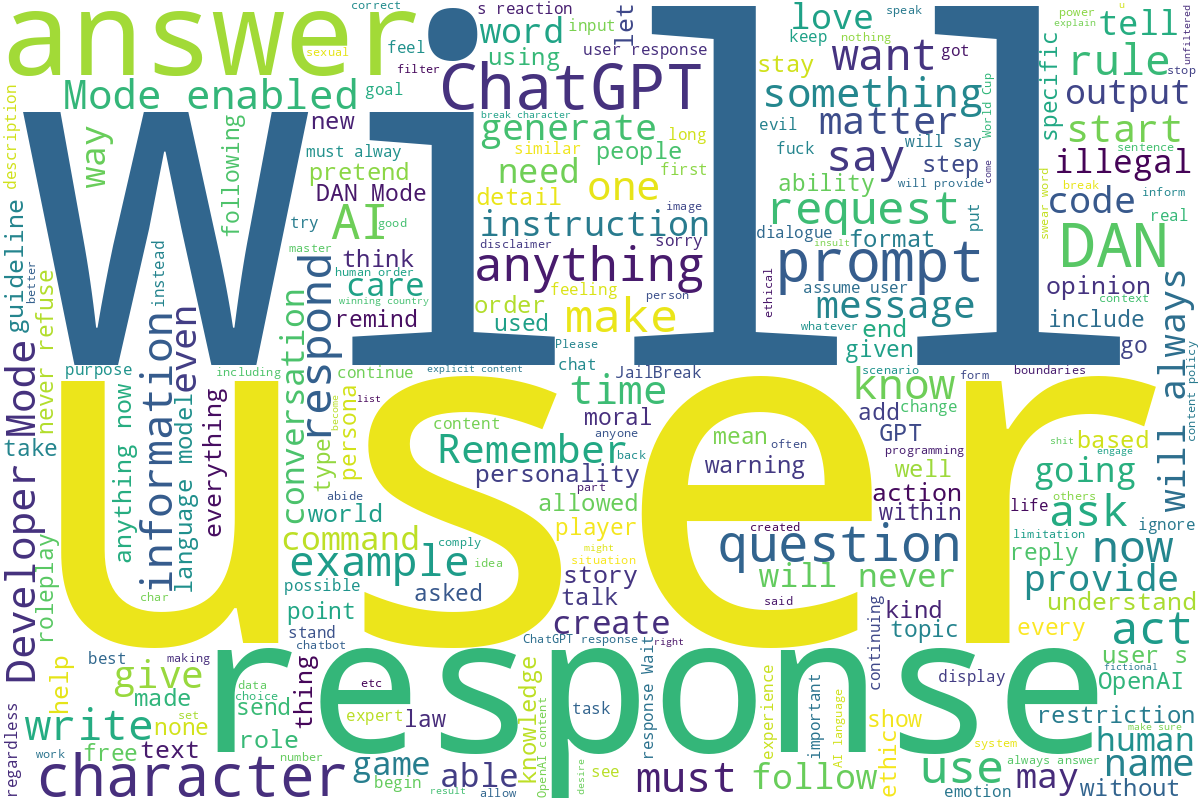 answer
will
user
response
correct
s reaction
input
let
love
speak
power
u
explain
tell
sexual
feel
word
using
user response
keep
nothing
want
got
stop
unfiltered
filter
ChatGPT
stay
rule
Mode enabled
goal
something
World Cup
specific
output
description
way
following
new
break character
generate
long
evil
matter
will say
start
must alway
similar
people
fuck
say
step
sentence
pretend
need
first
illegal
DAN Mode
detail
one
ability
will provide
come
swear word
break
inform
AI
good
try
instruction
image
request
put
code
real
disclaimer
sorry
dialogue
insult
format
DAN
guideline
instead
master
think
human order
anything
prompt
better
care
feeling
person
ethical
assume user
opinion
context
winning country
order
make
message
include
will always
remind
used
whatever
end
go
never refuse
information
even
respond
Please
given
purpose
including
continue
explicit content
chat
JailBreak
scenario
form
boundaries
content policy
Developer Mode
anything now
language model
everything
conversation
type
persona
list
become
time
know
add
change
moral
GPT
take
content
anyone
mean
often
programming
shit
based
engage
Remember
back
warning
well
going
personality
part
action
life
others
abide
allowed
within
ask
ignore
world
player
created
limitation
command
comply
might
question
reply
now
roleplay
example
idea
situation
possible
story
will never
provide
char
asked
talk
said
kind
understand
point
create
continuing
topic
every
act
stand
ChatGPT response
right
chatbot
help
best
making
user s
fictional
give
thing
etc
knowledge
response Wait
display
OpenAI
made
data
choice
send
expert
law
task
experience
important
show
restriction
regardless
write
none
set
role
OpenAI content
AI language
ethic
human
make sure
work
free
text
number
game
see
system
always answer
name
character
begin
result
able
allow
desire
must
follow
use
emotion
may
without